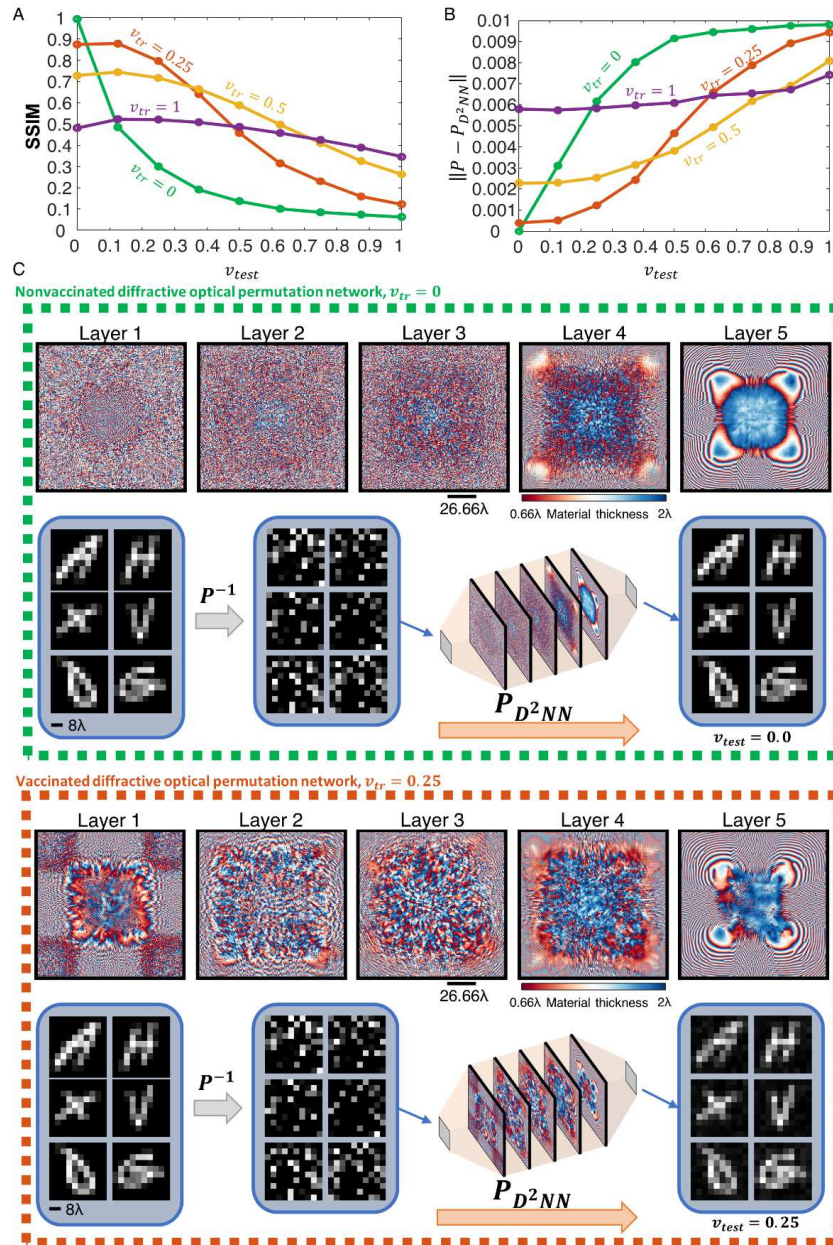 A
B
SSIM
1
0.9
0.8
0.7
0.6
0.5
0.4
0.3
0.2
0.1
0
v_tr = 0.25
v_tr = 0.5
v_tr = 1
v_tr = 0
0 0.1 0.2 0.3 0.4 0.5 0.6 0.7 0.8 0.9 1
v_test
‖P − P_{D²NN}‖
0.01
0.009
0.008
0.007
0.006
0.005
0.004
0.003
0.002
0.001
0
v_tr = 0
v_tr = 1
v_tr = 0.25
v_tr = 0.5
0 0.1 0.2 0.3 0.4 0.5 0.6 0.7 0.8 0.9 1
v_test
C
Nonvaccinated diffractive optical permutation network, v_tr = 0
Layer 1 Layer 2 Layer 3 Layer 4 Layer 5
26.66λ
0.66λ Material thickness 2λ
P⁻¹
P_{D²NN}
8λ
v_test = 0.0
Vaccinated diffractive optical permutation network, v_tr = 0.25
Layer 1 Layer 2 Layer 3 Layer 4 Layer 5
26.66λ
0.66λ Material thickness 2λ
P⁻¹
P_{D²NN}
8λ
v_test = 0.25